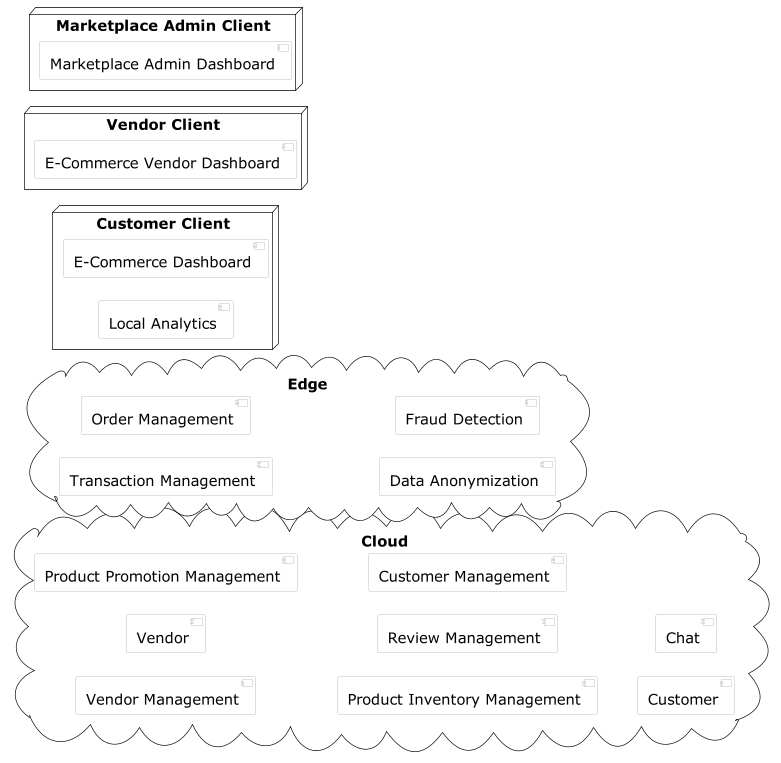 Marketplace Admin Client
Marketplace Admin Dashboard
Vendor Client
E-Commerce Vendor Dashboard
Customer Client
E-Commerce Dashboard
Local Analytics
Edge
Order Management
Fraud Detection
Transaction Management
Data Anonymization
Cloud
Product Promotion Management
Customer Management
Vendor
Review Management
Chat
Vendor Management
Product Inventory Management
Customer